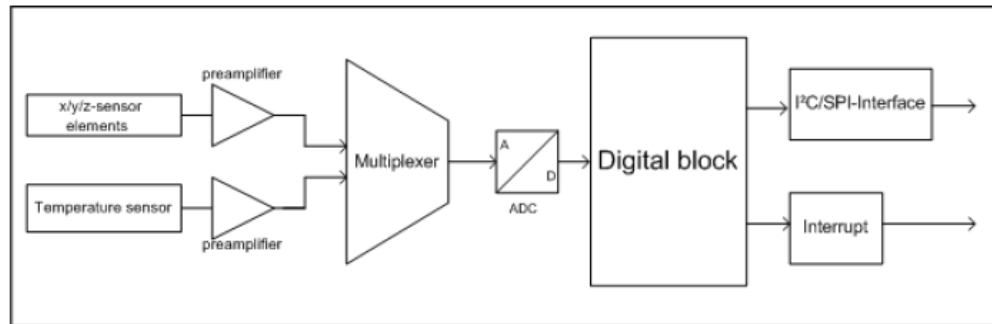 preamplifier
x/y/z-sensor
elements
Temperature sensor
preamplifier
Multiplexer
A
D
ADC
Digital block
I²C/SPI-Interface
Interrupt